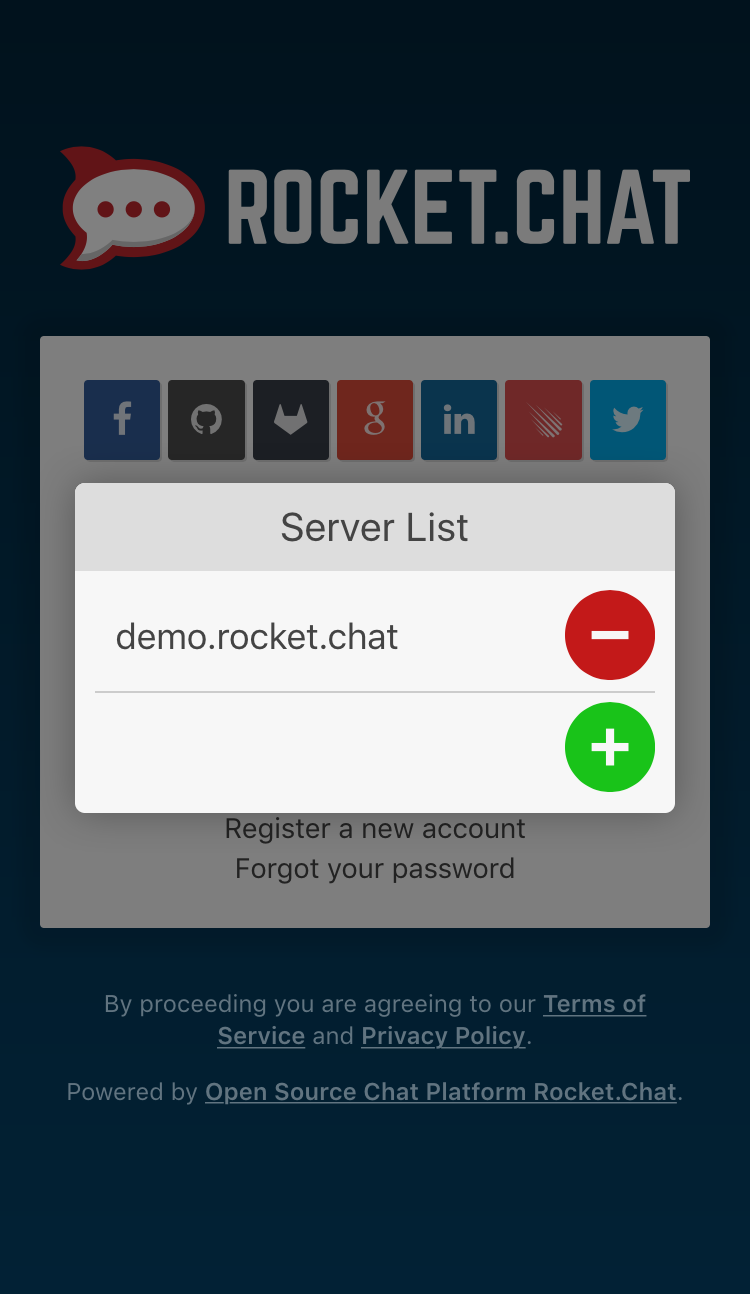 ROCKET.CHAT
Server List
demo.rocket.chat
Register a new account
Forgot your password
By proceeding you are agreeing to our Terms of
Service and Privacy Policy.
Powered by Open Source Chat Platform Rocket.Chat.